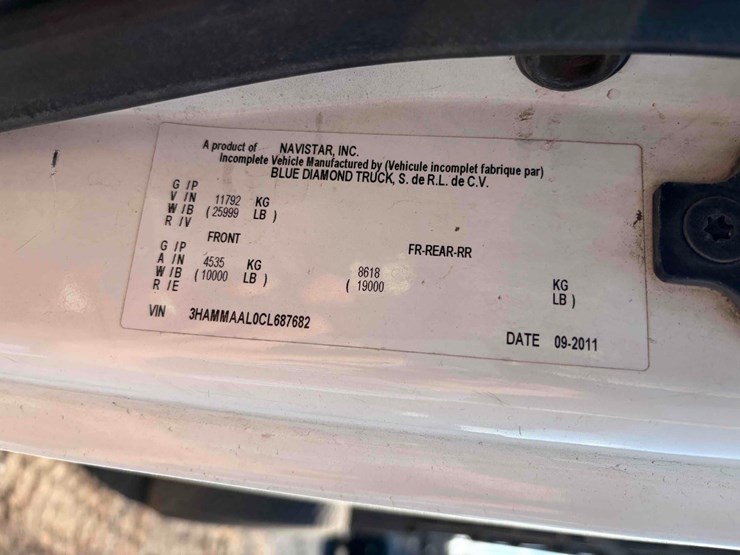 A product of NAVISTAR, INC.
Incomplete Vehicle Manufactured by (Vehicule incomplet fabrique par)
BLUE DIAMOND TRUCK, S. de R.L. de C.V.
G /P
V /N 11792 KG
W /B ( 25999 LB )
R /V
FRONT FR-REAR-RR
G /P
A /N 4535 KG 8618 KG
W /B ( 10000 LB ) ( 19000 LB )
R /E
VIN 3HAMMAAL0CL687682
DATE 09-2011